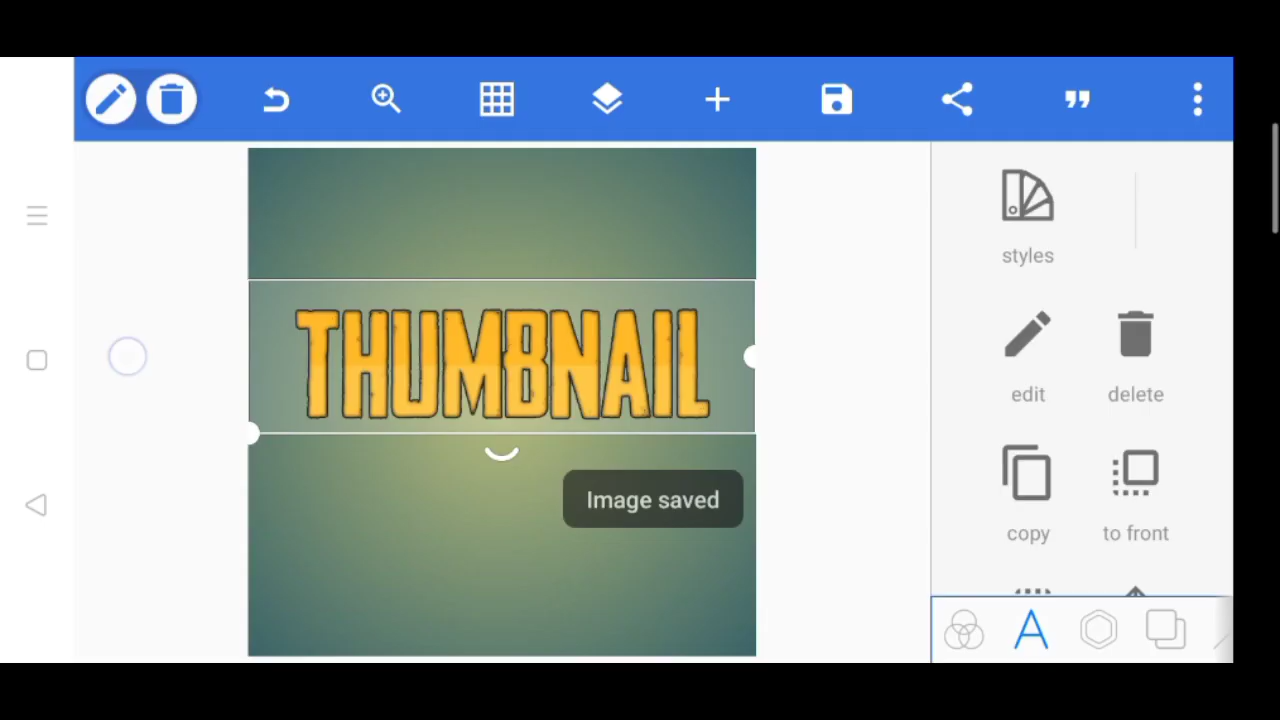 styles
THUMBNAIL
edit
delete
Image saved
copy
to front